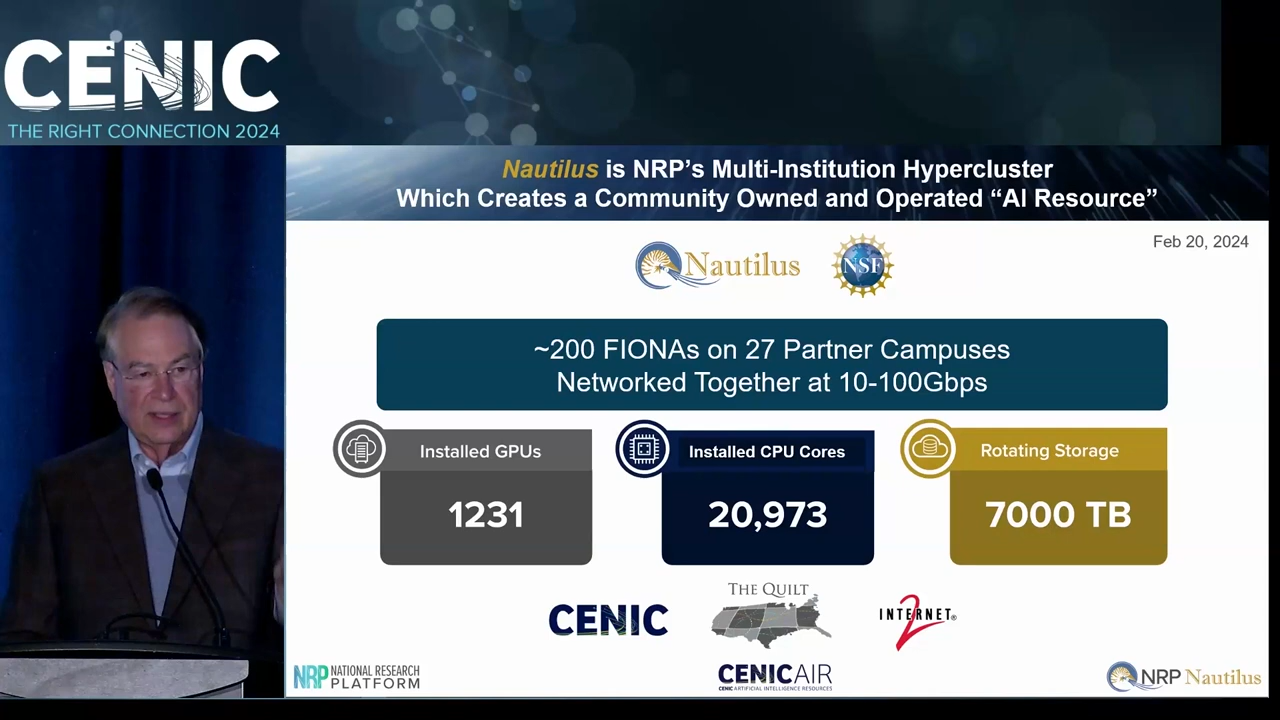 CENIC
THE RIGHT CONNECTION 2024
Nautilus is NRP’s Multi-Institution Hypercluster
Which Creates a Community Owned and Operated “AI Resource”
Feb 20, 2024
Nautilus
NSF
~200 FIONAs on 27 Partner Campuses
Networked Together at 10-100Gbps
Installed GPUs
1231
Installed CPU Cores
20,973
Rotating Storage
7000 TB
CENIC
THE QUILT
INTERNET®
2
NRP NATIONAL RESEARCH
PLATFORM
CENICAIR
CENIC ARTIFICIAL INTELLIGENCE RESOURCES
NRP Nautilus